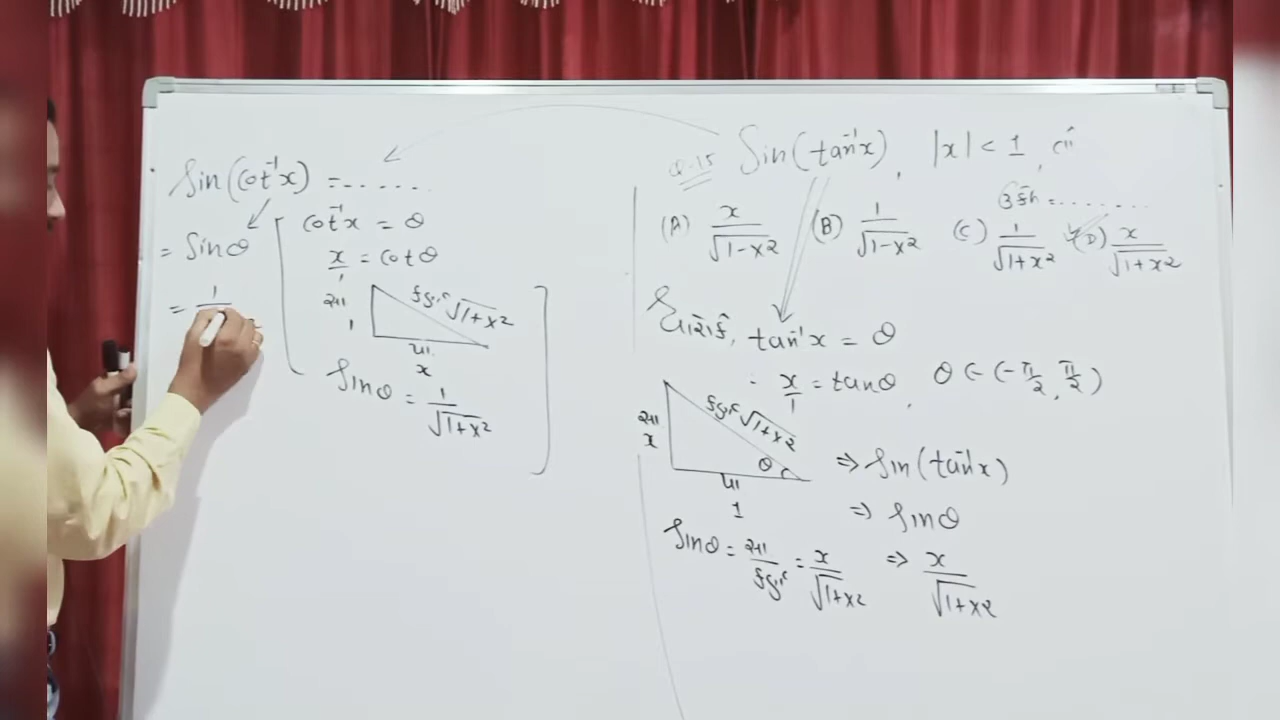 Sin(cot⁻¹x) = ......
= Sinθ
= 1
cot⁻¹x = θ
x/1 = cotθ
સા
1
કર્ણ √1+x²
પા.
x
Sinθ = 1/√1+x²
Q.15 Sin(tan⁻¹x), |x| < 1, ની
કિંમત = .......
(A) x/√1-x² (B) 1/√1-x² (C) 1/√1+x² (D) x/√1+x²
ધારો કે, tan⁻¹x = θ
∴ x/1 = tanθ, θ ∈ (-π/2, π/2)
સા
x
કર્ણ √1+x²
θ
પા
1
⇒ Sin(tan⁻¹x)
⇒ Sinθ
Sinθ = સા./કર્ણ = x/√1+x² ⇒ x/√1+x²